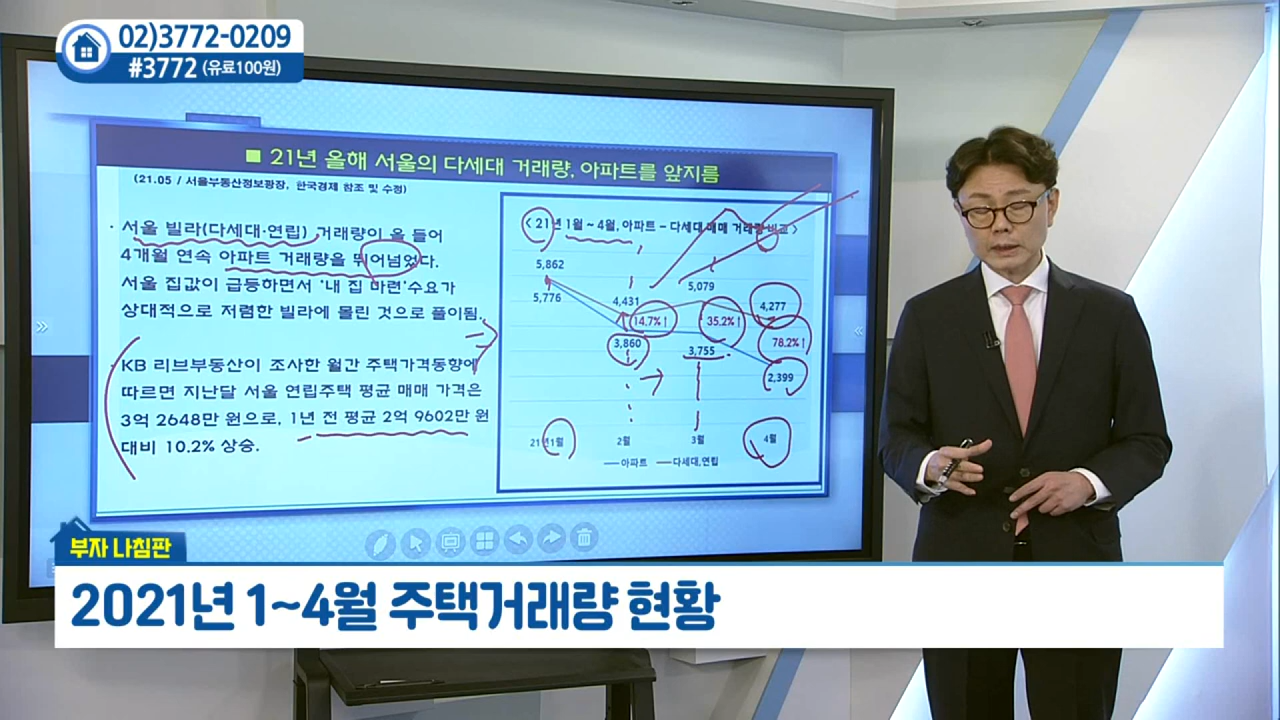 02)3772-0209
#3772 (유료100원)
■ 21년 올해 서울의 다세대 거래량, 아파트를 앞지름
(21.05 / 서울부동산정보광장, 한국경제 참조 및 수정)
· 서울 빌라(다세대·연립) 거래량이 올 들어
4개월 연속 아파트 거래량을 뛰어넘었다.
서울 집값이 급등하면서 '내 집 마련'수요가
상대적으로 저렴한 빌라에 몰린 것으로 풀이됨.
· KB 리브부동산이 조사한 월간 주택가격동향에
따르면 지난달 서울 연립주택 평균 매매 가격은
3억 2648만 원으로, 1년 전 평균 2억 9602만 원
대비 10.2% 상승.
< 21년 1월 ~ 4월, 아파트 - 다세대 매매 거래량 비교 >
5,862
5,776
4,431
14.7%↑
3,860
5,079
35.2%↑
3,755
4,277
78.2%↑
2,399
21년1월 2월 3월 4월
아파트 다세대,연립
부자 나침판
2021년 1~4월 주택거래량 현황